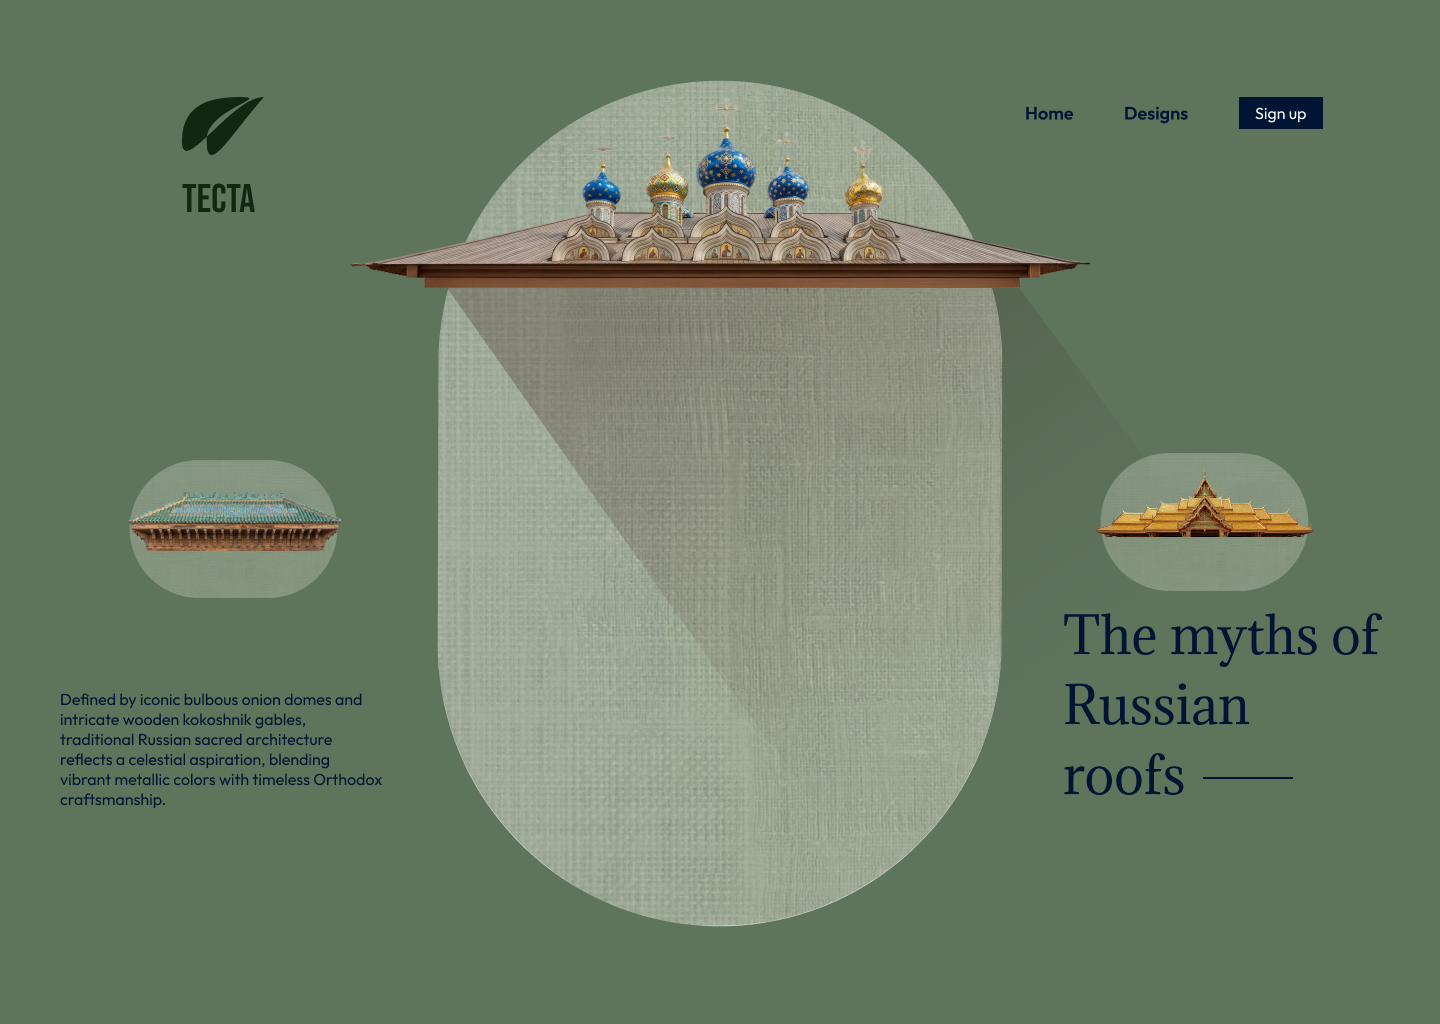 TECTA
Home
Designs
Sign up
Defined by iconic bulbous onion domes and
intricate wooden kokoshnik gables,
traditional Russian sacred architecture
reflects a celestial aspiration, blending
vibrant metallic colors with timeless Orthodox
craftsmanship.
The myths of
Russian
roofs